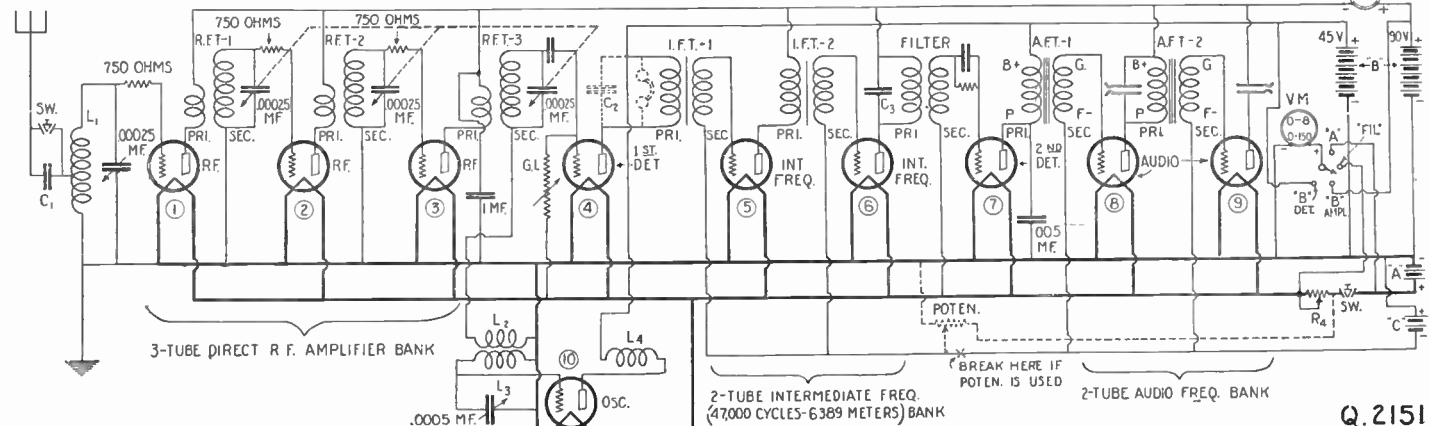 750 OHMS
750 OHMS
750 OHMS
R.F.T-1
R.F.T-2
R.F.T-3
I.F.T.-1
I.F.T.-2
FILTER
A.F.T-1
A.F.T-2
45V
90V
"B"
SW.
L1
C1
.00025
MF.
.00025
MF.
.00025
MF.
.00025
MF.
PRI.
SEC.
PRI.
SEC.
PRI.
SEC.
C2
PRI.
SEC
PRI.
SEC.
C3
PRI
SEC.
B+
P
PRI.
G.
F-
SEC.
B+
P
PRI.
G
F-
SEC.
VM
0-8
0-150
"A"
"FIL"
"B"
DET.
"B"
AMPL.
R.F.
RF.
RF
G.L
1 ST.
DET
INT
FREQ.
INT.
FREQ.
2 ND
DET.
AUDIO
1
2
3
4
5
6
7
8
9
1 MF.
.005
MF.
A
"C"
R4
SW.
POTEN.
BREAK HERE IF
POTEN. IS USED
3-TUBE DIRECT R F. AMPLIFIER BANK
L2
L3
.0005 MF.
10
OSC.
L4
2-TUBE INTERMEDIATE FREQ.
(47,000 CYCLES-6389 METERS) BANK
2-TUBE AUDIO FREQ. BANK
Q. 2151